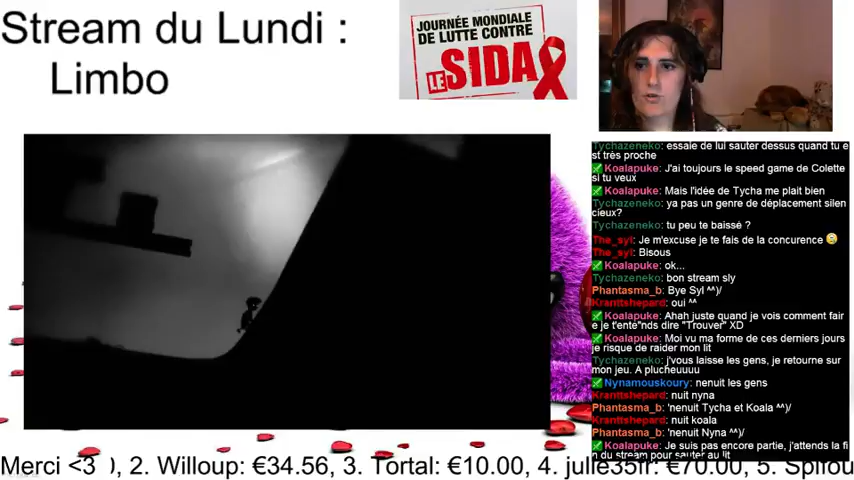 Stream du Lundi :
Limbo
JOURNÉE MONDIALE
DE LUTTE CONTRE
LE SIDA
Tychazeneko: essaie de lui sauter dessus quand tu e
st très proche
Koalapuke: J'ai toujours le speed game de Colette
si tu veux
Koalapuke: Mais l'idée de Tycha me plait bien
Tychazeneko: ya pas un genre de déplacement silen
cieux?
Tychazeneko: tu peu te baissé ?
The_syl: Je m'excuse je te fais de la concurence
The_syl: Bisous
Koalapuke: ok...
Tychazeneko: bon stream sly
Phantasma_b: Bye Syl ^^)/
Kranttshepard: oui ^^
Koalapuke: Ahah juste quand je vois comment fair
e je t'enté"nds dire "Trouver" XD
Koalapuke: Moi vu ma forme de ces derniers jours
je risque de raider mon lit
Tychazeneko: j'vous laisse les gens, je retourne sur
mon jeu. A plucheuuuu
Nynamouskoury: nenuit les gens
Kranttshepard: nuit nyna
Phantasma_b: 'nenuit Tycha et Koala ^^)/
Kranttshepard: nuit koala
Phantasma_b: 'nenuit Nyna ^^)/
Koalapuke: Je suis pas encore partie, j'attends la fi
n du stream pour sauter au lit
Merci <3 ), 2. Willoup: €34.56, 3. Tortal: €10.00, 4. julie35fr: €70.00, 5. Spifou